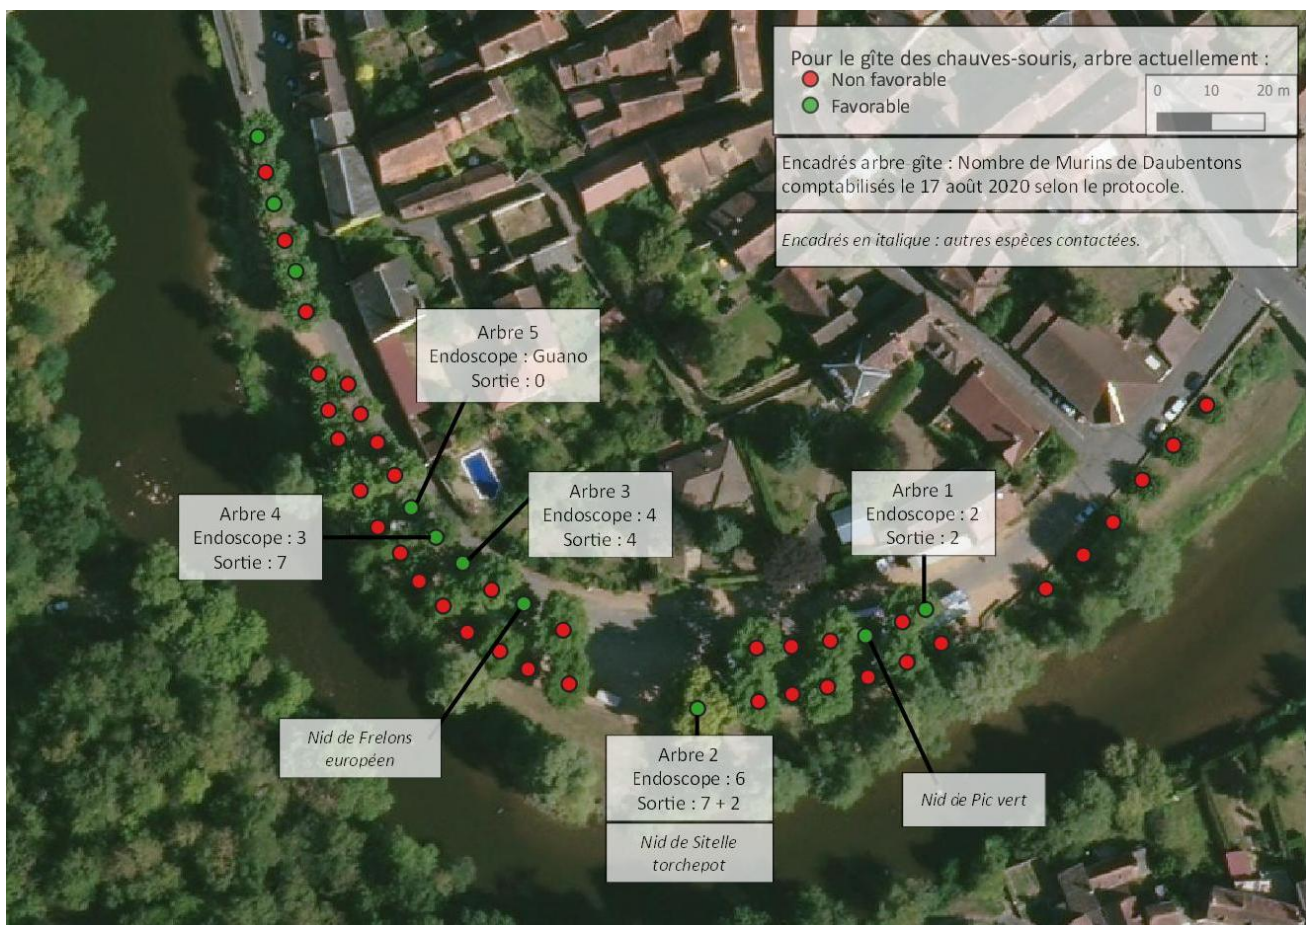 Pour le gîte des chauves-souris, arbre actuellement :
Non favorable
Favorable
0 10 20 m
Encadrés arbre gîte : Nombre de Murins de Daubentons
comptabilisés le 17 août 2020 selon le protocole.
Encadrés en italique : autres espèces contactées.
Arbre 5
Endoscope : Guano
Sortie : 0
Arbre 4
Endoscope : 3
Sortie : 7
Arbre 3
Endoscope : 4
Sortie : 4
Arbre 1
Endoscope : 2
Sortie : 2
Nid de Frelons
européen
Arbre 2
Endoscope : 6
Sortie : 7 + 2
Nid de Sitelle
torchepot
Nid de Pic vert